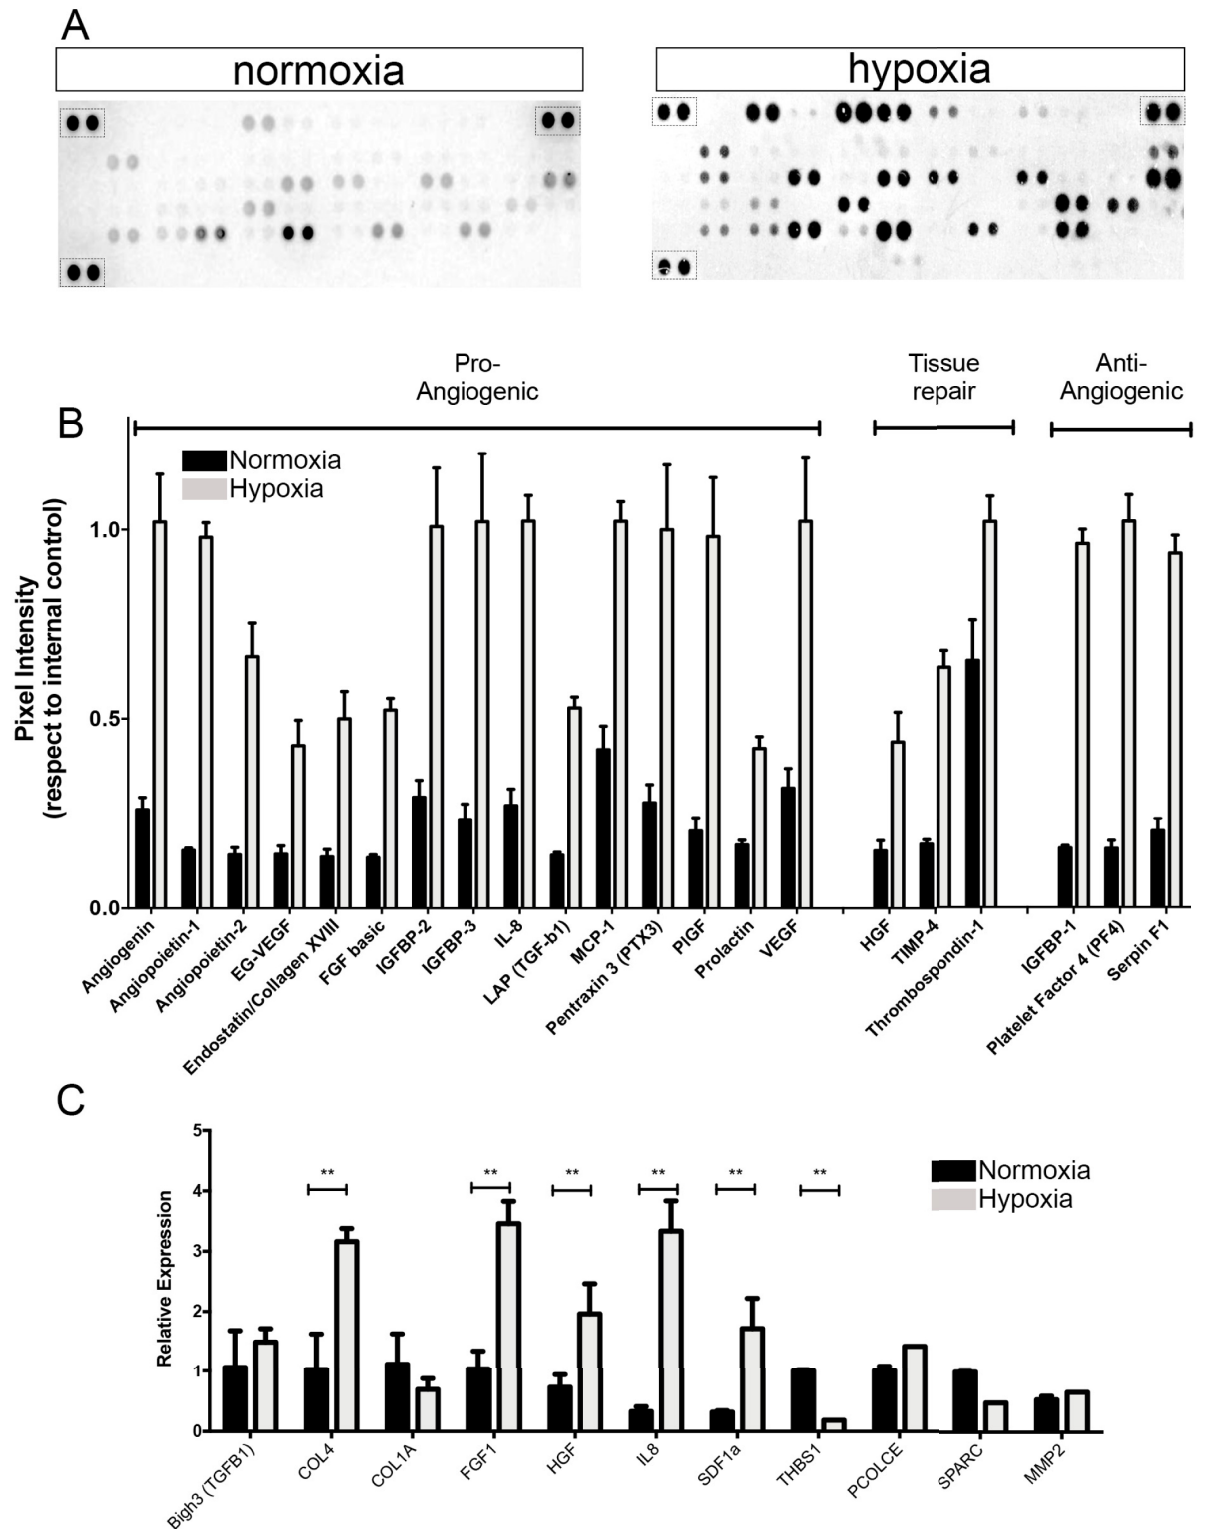 A
normoxia
hypoxia
Pro-
Angiogenic
Tissue
repair
Anti-
Angiogenic
B
Normoxia
Hypoxia
Pixel Intensity
(respect to internal control)
1.0
0.5
0.0
Angiogenin
Angiopoietin-1
Angiopoietin-2
EG-VEGF
Endostatin/Collagen XVIII
FGF basic
IGFBP-2
IGFBP-3
IL-8
LAP (TGF-b1)
MCP-1
Pentraxin 3 (PTX3)
PIGF
Prolactin
VEGF
HGF
TIMP-4
Thrombospondin-1
IGFBP-1
Platelet Factor 4 (PF4)
Serpin F1
C
Normoxia
Hypoxia
Relative Expression
5
4
3
2
1
0
**
**
**
**
**
**
Bigh3 (TGFB1)
COL4
COL1A
FGF1
HGF
IL8
SDF1a
THBS1
PCOLCE
SPARC
MMP2